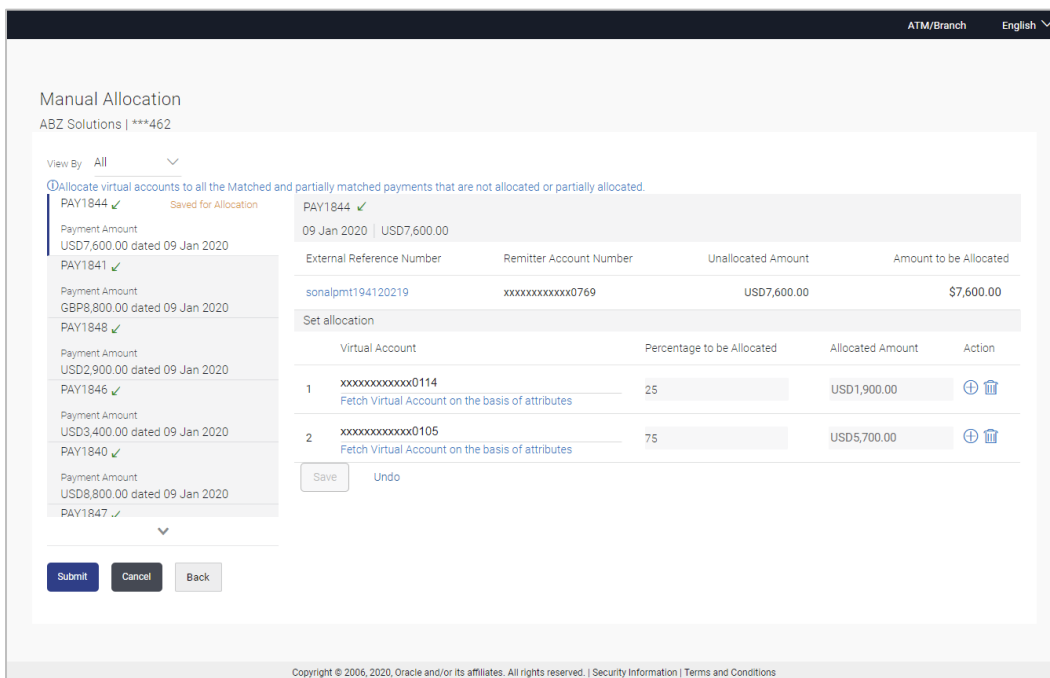 ATM/Branch English
Manual Allocation
ABZ Solutions | ***462
View By All
Allocate virtual accounts to all the Matched and partially matched payments that are not allocated or partially allocated.
PAY1844 Saved for Allocation
Payment Amount
USD7,600.00 dated 09 Jan 2020
PAY1841
Payment Amount
GBP8,800.00 dated 09 Jan 2020
PAY1848
Payment Amount
USD2,900.00 dated 09 Jan 2020
PAY1846
Payment Amount
USD3,400.00 dated 09 Jan 2020
PAY1840
Payment Amount
USD8,800.00 dated 09 Jan 2020
PAY1847
PAY1844
09 Jan 2020 | USD7,600.00
External Reference Number Remitter Account Number Unallocated Amount Amount to be Allocated
sonalpmt194120219 xxxxxxxxxxxx0769 USD7,600.00 $7,600.00
Set allocation
Virtual Account Percentage to be Allocated Allocated Amount Action
1 xxxxxxxxxxxx0114 25 USD1,900.00
Fetch Virtual Account on the basis of attributes
2 xxxxxxxxxxxx0105 75 USD5,700.00
Fetch Virtual Account on the basis of attributes
Save Undo
Submit Cancel Back
Copyright © 2006, 2020, Oracle and/or its affiliates. All rights reserved. | Security Information | Terms and Conditions